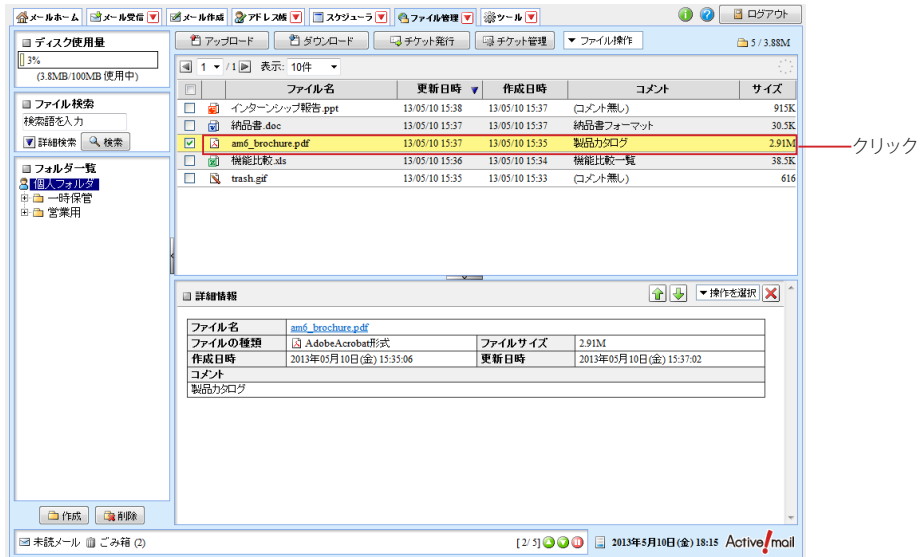 メールホーム メール受信 メール作成 アドレス帳 スケジューラ ファイル管理 ツール ログアウト
ディスク使用量
3%
(3.8MB/100MB 使用中)
ファイル検索
検索語を入力
詳細検索 検索
フォルダ一覧
個人フォルダ
一時保管
営業用
作成 削除
アップロード ダウンロード チケット発行 チケット管理 ファイル操作 5 / 3.88M
1 / 1 表示: 10件
ファイル名 更新日時 作成日時 コメント サイズ
インターンシップ報告.ppt 13/05/10 15:38 13/05/10 15:37 (コメント無し) 915K
納品書.doc 13/05/10 15:37 13/05/10 15:37 納品書フォーマット 30.5K
am6_brochure.pdf 13/05/10 15:37 13/05/10 15:35 製品カタログ 2.91M
クリック
機能比較.xls 13/05/10 15:36 13/05/10 15:34 機能比較一覧 38.5K
trash.gif 13/05/10 15:35 13/05/10 15:33 (コメント無し) 616
詳細情報 操作を選択
ファイル名 am6_brochure.pdf
ファイルの種類 AdobeAcrobat形式 ファイルサイズ 2.91M
作成日時 2013年05月10日(金) 15:35:06 更新日時 2013年05月10日(金) 15:37:02
コメント
製品カタログ
未読メール ごみ箱 (2) [2/5] 2013年5月10日(金) 18:15 Active! mail